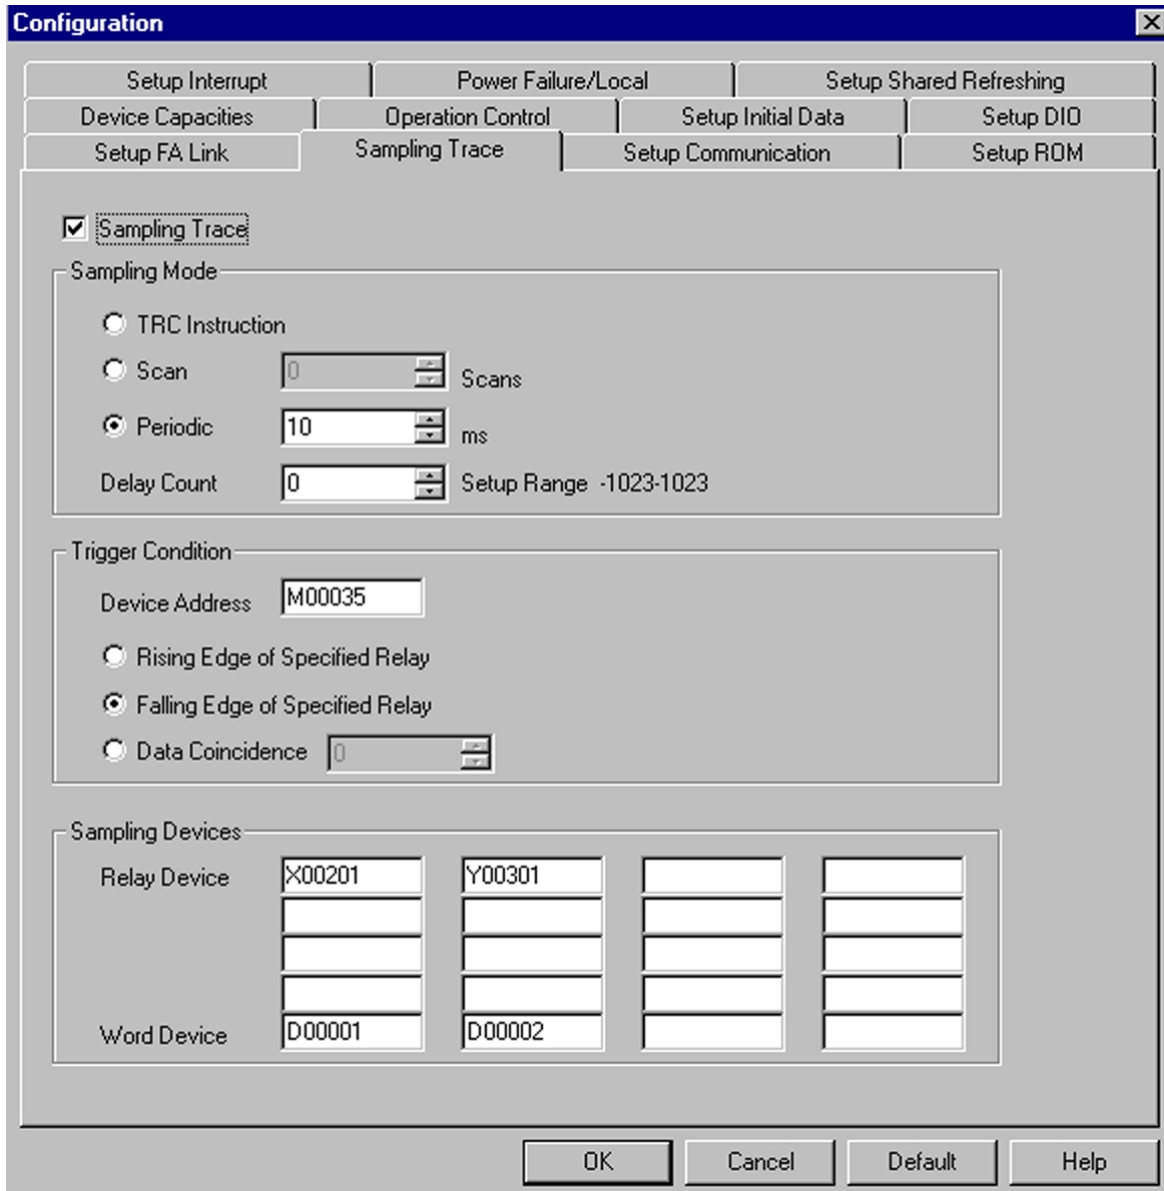 Configuration
Setup Interrupt Power Failure/Local Setup Shared Refreshing
Device Capacities Operation Control Setup Initial Data Setup DIO
Setup FA Link Sampling Trace Setup Communication Setup ROM
Sampling Trace
Sampling Mode
TRC Instruction
Scan 0 Scans
Periodic 10 ms
Delay Count 0 Setup Range -1023-1023
Trigger Condition
Device Address M00035
Rising Edge of Specified Relay
Falling Edge of Specified Relay
Data Coincidence 0
Sampling Devices
Relay Device X00201 Y00301
Word Device D00001 D00002
OK Cancel Default Help